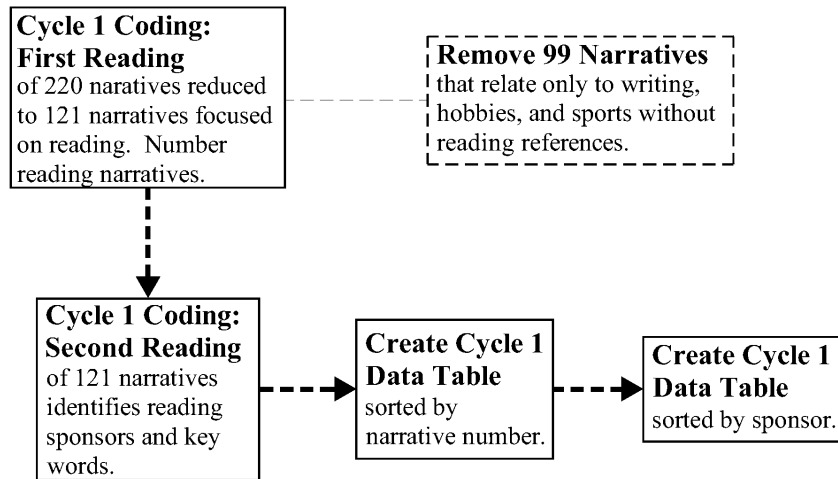 Cycle 1 Coding:
First Reading
of 220 naratives reduced
to 121 narratives focused
on reading.  Number
reading narratives.
Remove 99 Narratives
that relate only to writing,
hobbies, and sports without
reading references.
Cycle 1 Coding:
Second Reading
of 121 narratives
identifies reading
sponsors and key
words.
Create Cycle 1
Data Table
sorted by
narrative number.
Create Cycle 1
Data Table
sorted by sponsor.